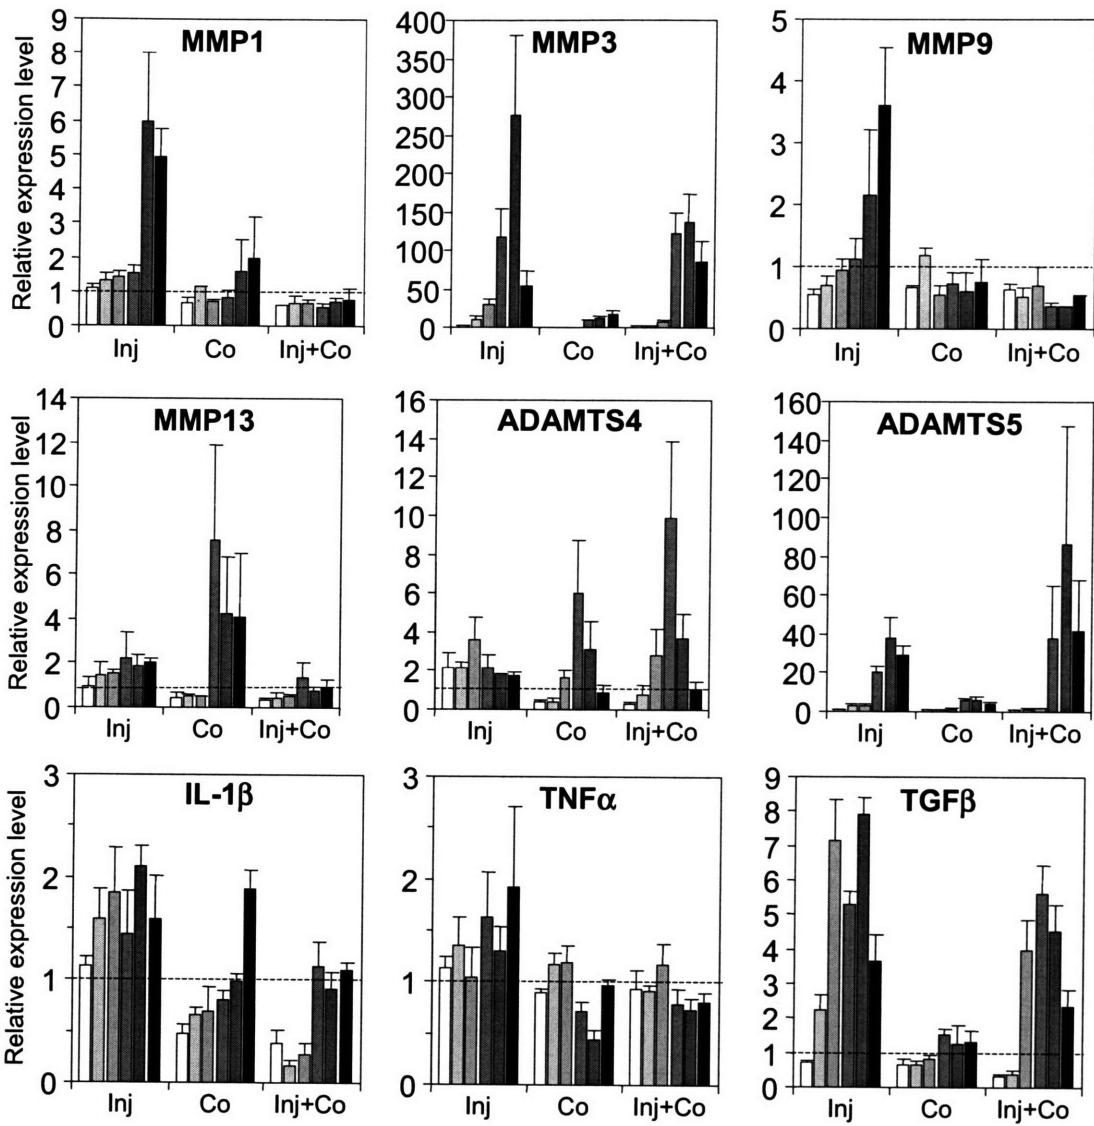 Relative expression level
MMP1
9
8
7
6
5
4
3
2
1
0
Inj
Co
Inj+Co
MMP3
400
350
300
250
200
150
100
50
0
Inj
Co
Inj+Co
MMP9
5
4
3
2
1
0
Inj
Co
Inj+Co
Relative expression level
MMP13
14
12
10
8
6
4
2
0
Inj
Co
Inj+Co
ADAMTS4
16
14
12
10
8
6
4
2
0
Inj
Co
Inj+Co
ADAMTS5
160
140
120
100
80
60
40
20
0
Inj
Co
Inj+Co
Relative expression level
IL-1β
3
2
1
0
Inj
Co
Inj+Co
TNFα
3
2
1
0
Inj
Co
Inj+Co
TGFβ
9
8
7
6
5
4
3
2
1
0
Inj
Co
Inj+Co